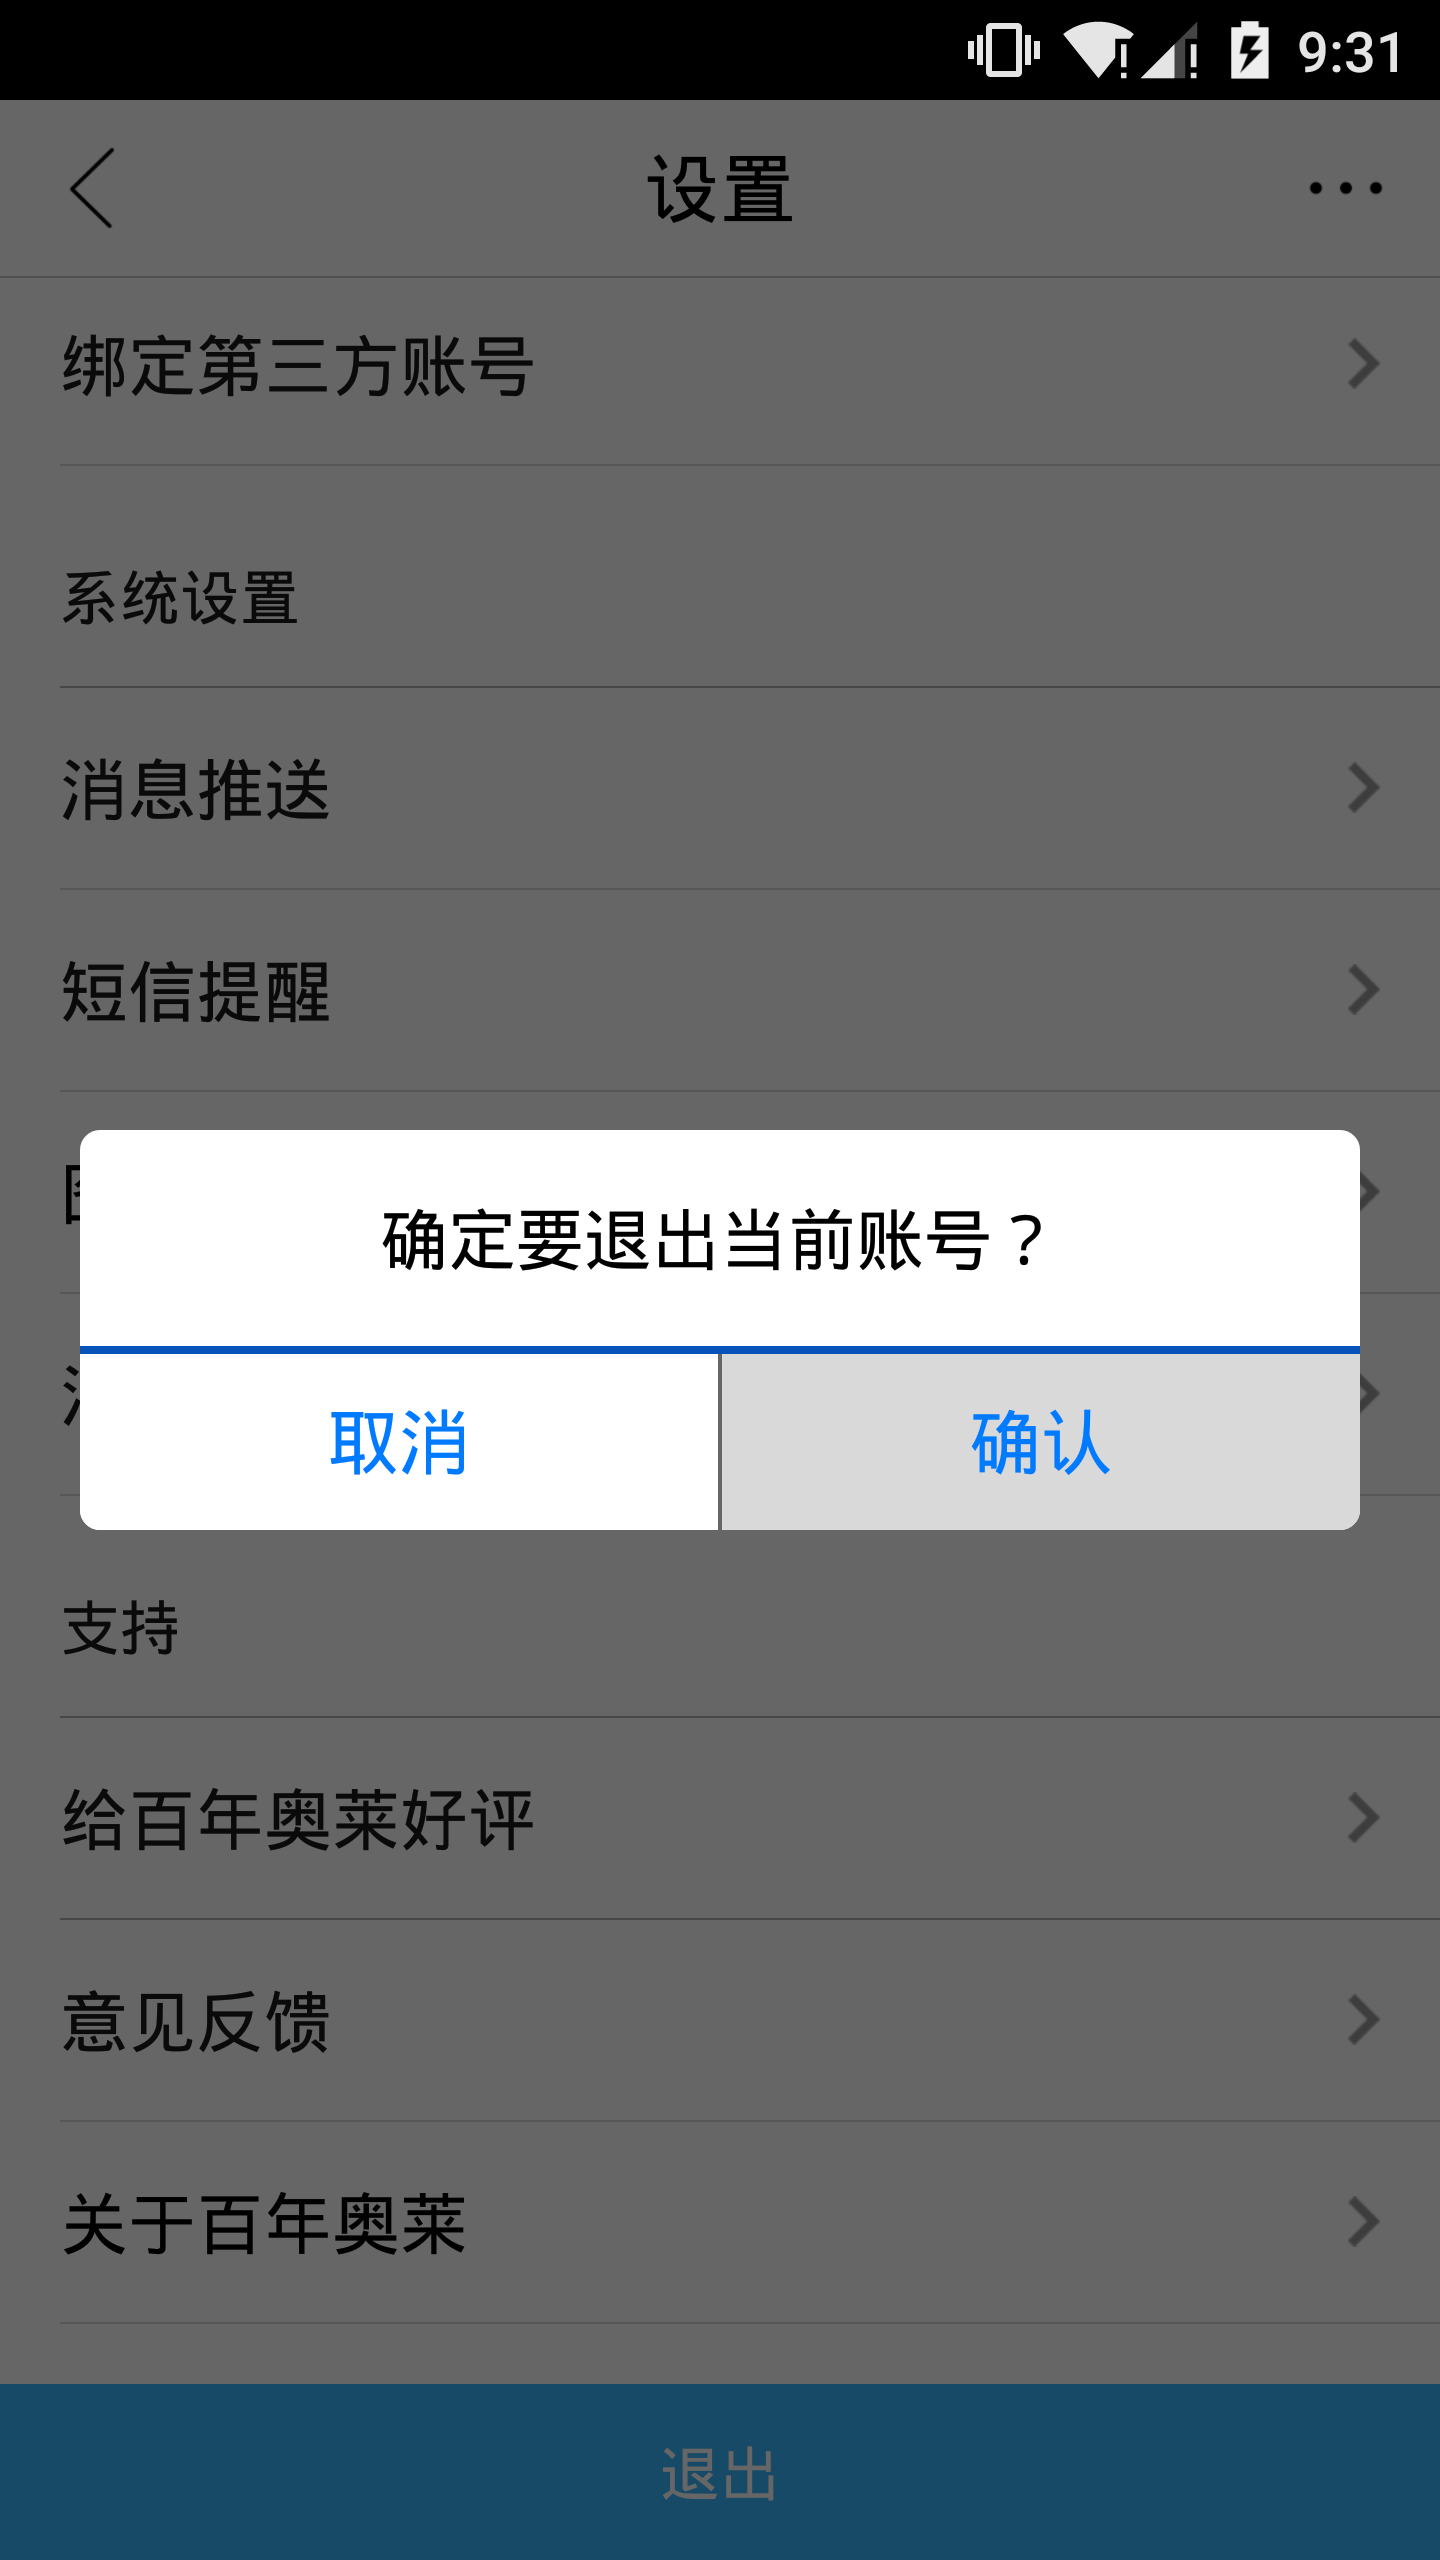 9:31
设置
绑定第三方账号
系统设置
消息推送
短信提醒
确定要退出当前账号？
取消
确认
支持
给百年奥莱好评
意见反馈
关于百年奥莱
退出